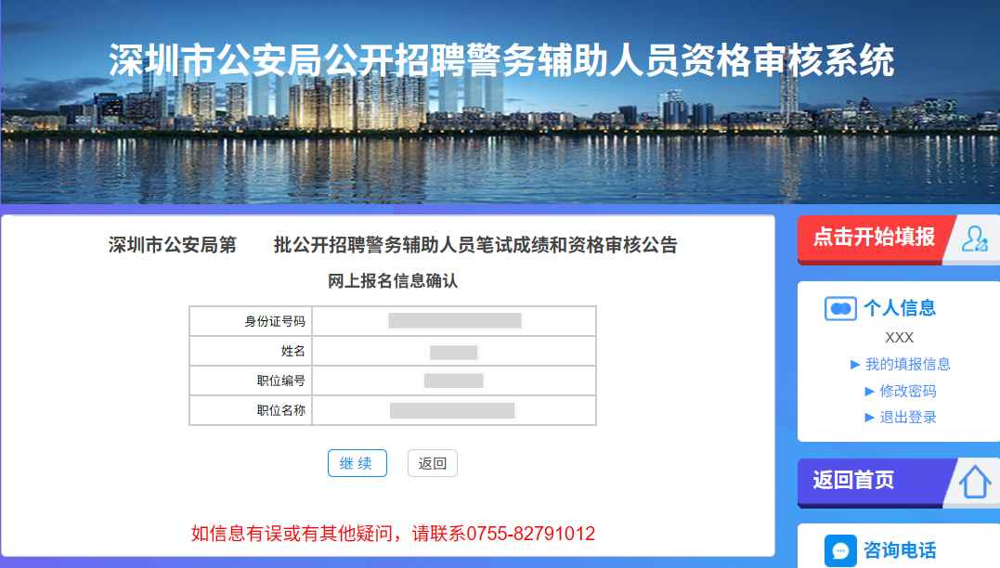 深圳市公安局公开招聘警务辅助人员资格审核系统
深圳市公安局第 批公开招聘警务辅助人员笔试成绩和资格审核公告
网上报名信息确认
身份证号码
姓名
职位编号
职位名称
继 续 返回
如信息有误或有其他疑问，请联系0755-82791012
点击开始填报
个人信息
XXX
▶ 我的填报信息
▶ 修改密码
▶ 退出登录
返回首页
咨询电话